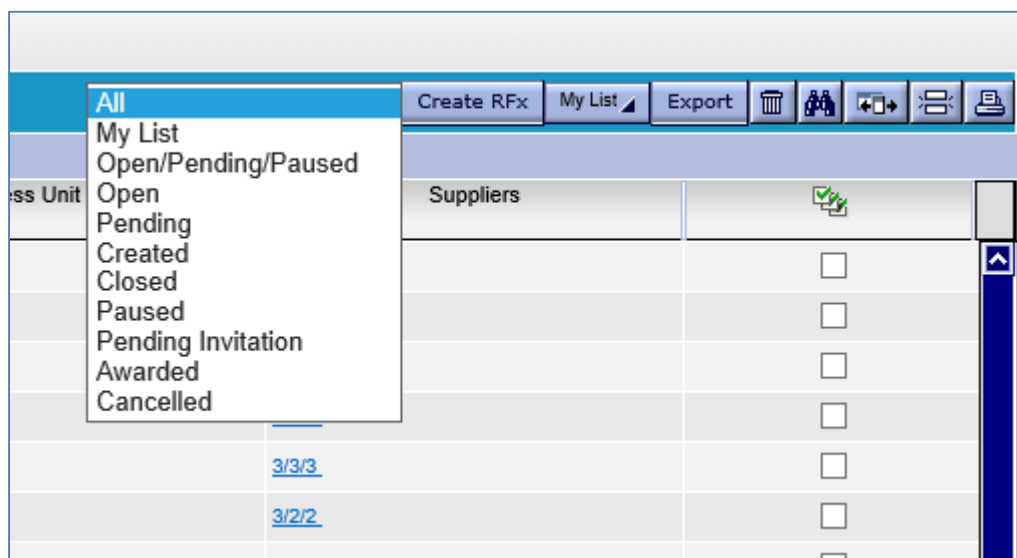 All
Create RFx
My List
Export
My List
Open/Pending/Paused
ss Unit
Open
Suppliers
Pending
Created
Closed
Paused
Pending Invitation
Awarded
Cancelled
3/3/3
3/2/2